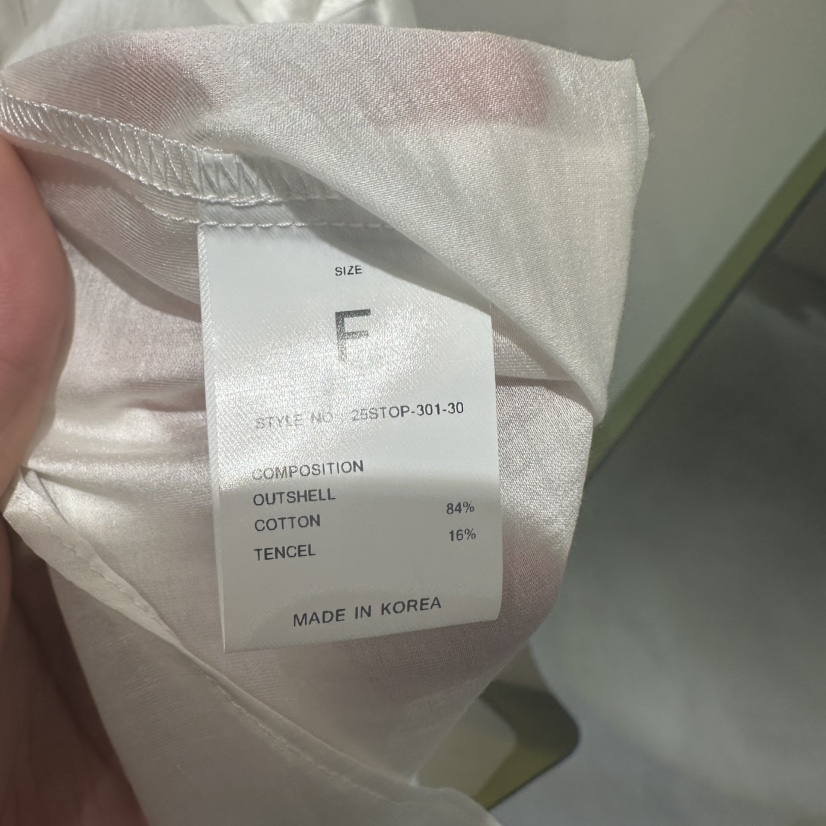 SIZE
F
STYLE NO : 25STOP-301-30
COMPOSITION
OUTSHELL
COTTON 84%
TENCEL 16%
MADE IN KOREA